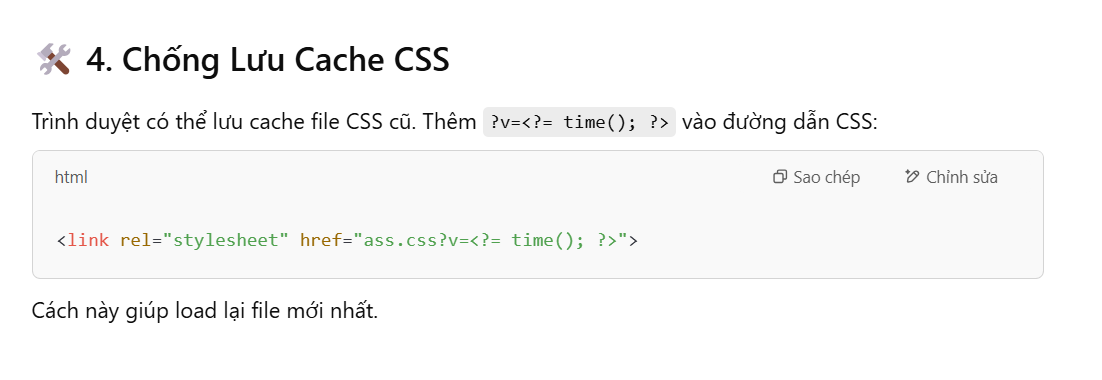 🛠️ 4. Chống Lưu Cache CSS
Trình duyệt có thể lưu cache file CSS cũ. Thêm ?v=<?= time(); ?> vào đường dẫn CSS:
html Sao chép Chỉnh sửa
<link rel="stylesheet" href="ass.css?v=<?= time(); ?>">
Cách này giúp load lại file mới nhất.